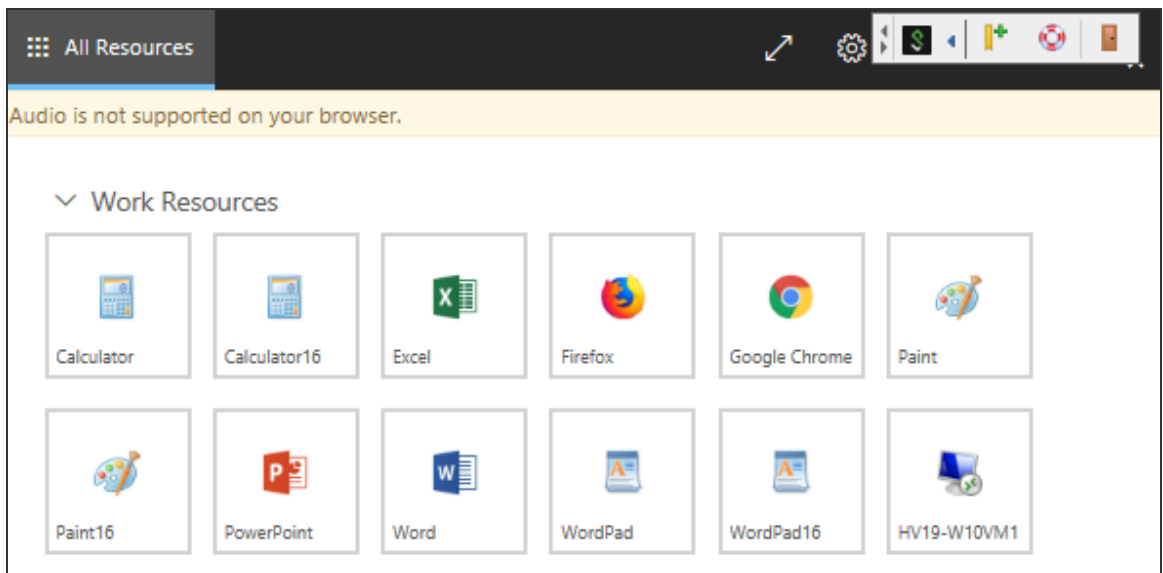 All Resources
Audio is not supported on your browser.
Work Resources
Calculator
Calculator16
Excel
Firefox
Google Chrome
Paint
Paint16
PowerPoint
Word
WordPad
WordPad16
HV19-W10VM1